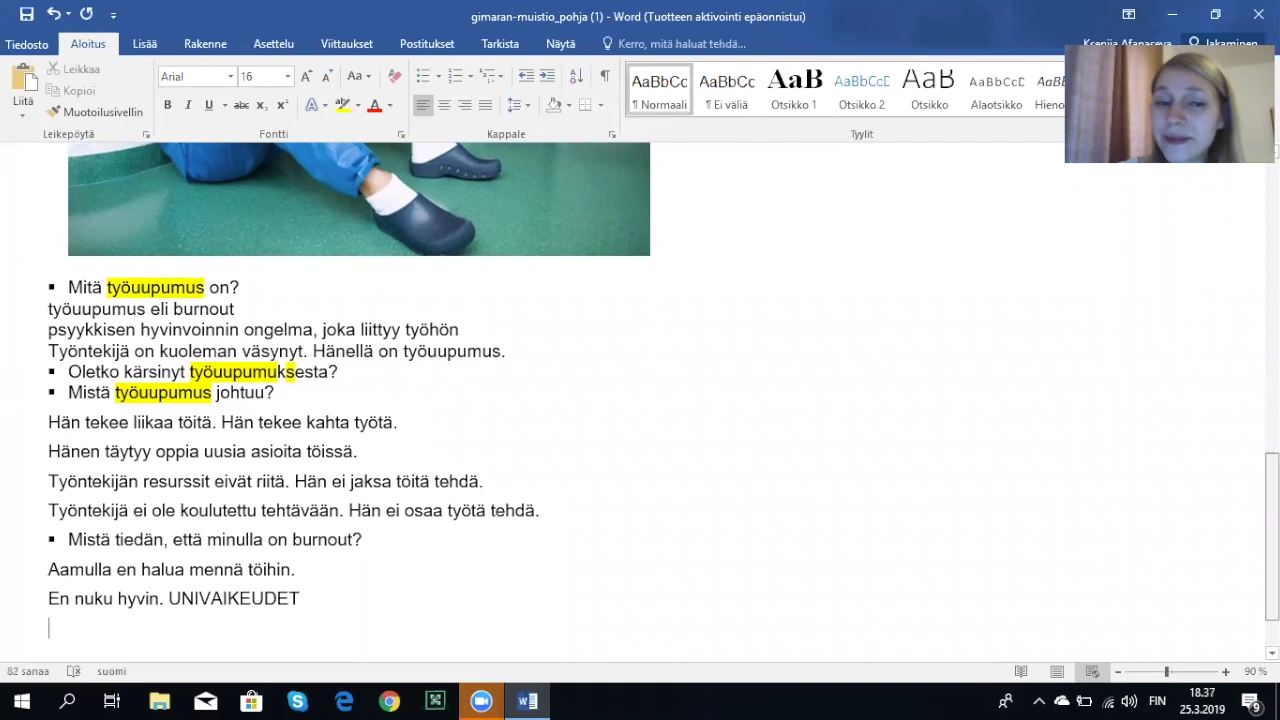 gimaran-muistio_pohja (1) - Word (Tuotteen aktivointi epäonnistui)
Tiedosto Aloitus Lisää Rakenne Asettelu Viittaukset Postitukset Tarkista Näytä Kerro, mitä haluat tehdä... Ksenija Afanaseva Jakaminen
Liitä
Leikkaa
Kopioi
Muotoilusivellin
Leikepöytä
Arial 16
Fontti
Kappale
AaBbCc AaBbCc AaB AaBbCcD AaB AaBbCcD
¶ Normaali ¶ Ei väliä Otsikko 1 Otsikko 2 Otsikko Alaotsikko Hieno
Tyylit
▪ Mitä työuupumus on?
työuupumus eli burnout
psyykkisen hyvinvoinnin ongelma, joka liittyy työhön
Työntekijä on kuoleman väsynyt. Hänellä on työuupumus.
▪ Oletko kärsinyt työuupumuksesta?
▪ Mistä työuupumus johtuu?
Hän tekee liikaa töitä. Hän tekee kahta työtä.
Hänen täytyy oppia uusia asioita töissä.
Työntekijän resurssit eivät riitä. Hän ei jaksa töitä tehdä.
Työntekijä ei ole koulutettu tehtävään. Hän ei osaa työtä tehdä.
▪ Mistä tiedän, että minulla on burnout?
Aamulla en halua mennä töihin.
En nuku hyvin. UNIVAIKEUDET
82 sanaa suomi 90 %
FIN 18.37
25.3.2019 9